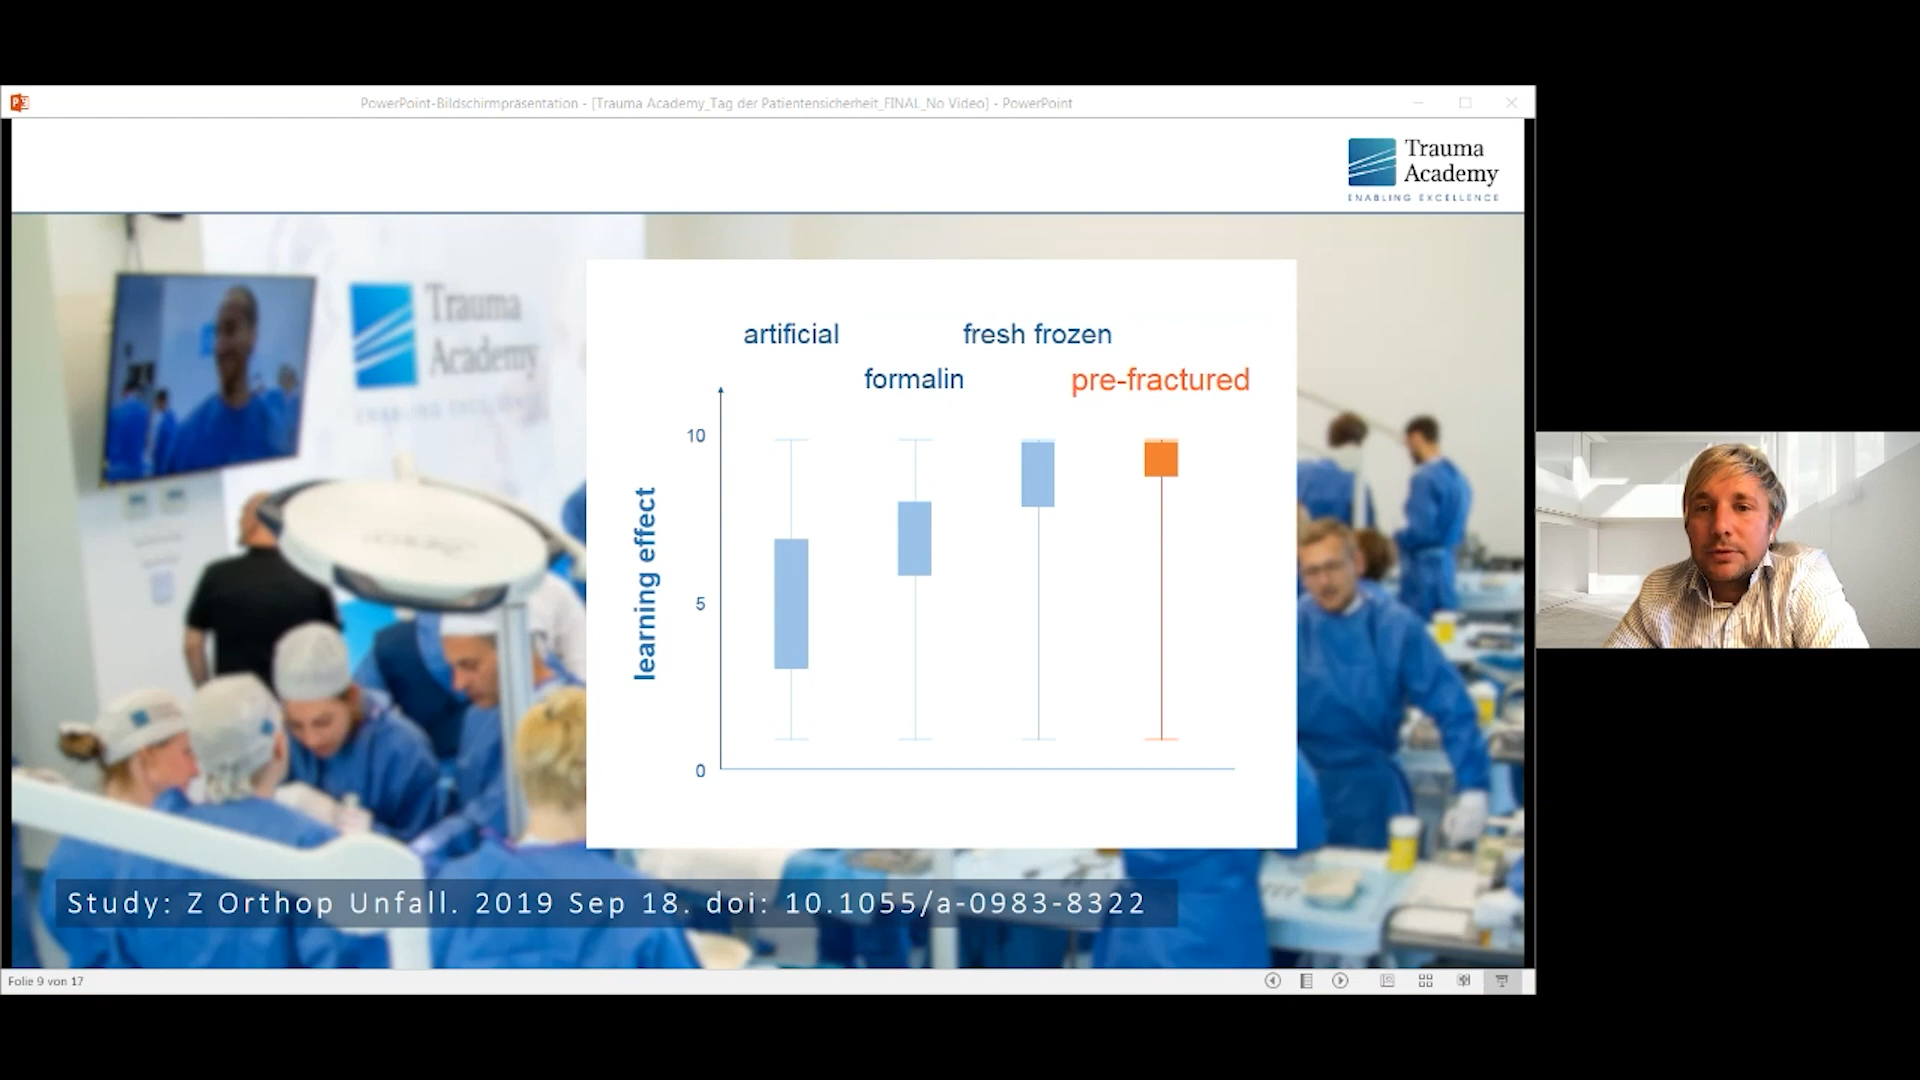 PowerPoint-Bildschirmpräsentation - [Trauma Academy_Tag der Patientensicherheit_FINAL_No Video] - PowerPoint
Trauma
Academy
ENABLING EXCELLENCE
Trauma
Academy
artificial
fresh frozen
formalin
pre-fractured
10
5
0
learning effect
Study: Z Orthop Unfall. 2019 Sep 18. doi: 10.1055/a-0983-8322
Folie 9 von 17